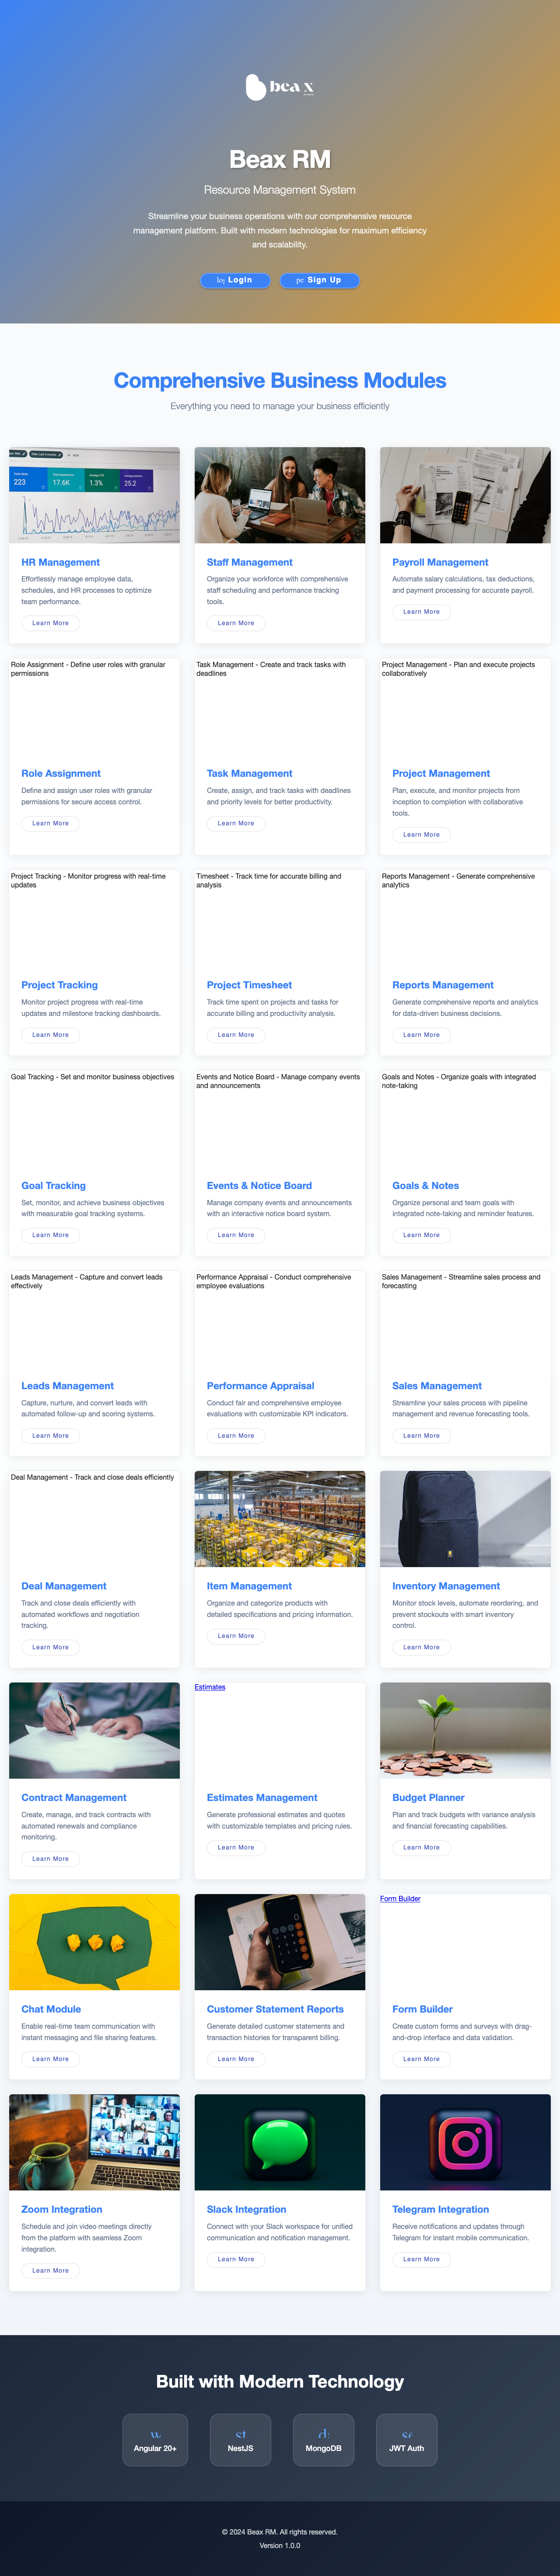 beax
Beax RM
Resource Management System
Streamline your business operations with our comprehensive resource
management platform. Built with modern technologies for maximum efficiency
and scalability.
Login
Sign Up
Comprehensive Business Modules
Everything you need to manage your business efficiently
223
17.6K
1.3%
25.2
HR Management
Effortlessly manage employee data,
schedules, and HR processes to optimize
team performance.
Learn More
Staff Management
Organize your workforce with comprehensive
staff scheduling and performance tracking
tools.
Learn More
Payroll Management
Automate salary calculations, tax deductions,
and payment processing for accurate payroll.
Learn More
Role Assignment - Define user roles with granular
permissions
Role Assignment
Define and assign user roles with granular
permissions for secure access control.
Learn More
Task Management - Create and track tasks with
deadlines
Task Management
Create, assign, and track tasks with deadlines
and priority levels for better productivity.
Learn More
Project Management - Plan and execute projects
collaboratively
Project Management
Plan, execute, and monitor projects from
inception to completion with collaborative
tools.
Learn More
Project Tracking - Monitor progress with real-time
updates
Project Tracking
Monitor project progress with real-time
updates and milestone tracking dashboards.
Learn More
Timesheet - Track time for accurate billing and
analysis
Project Timesheet
Track time spent on projects and tasks for
accurate billing and productivity analysis.
Learn More
Reports Management - Generate comprehensive
analytics
Reports Management
Generate comprehensive reports and analytics
for data-driven business decisions.
Learn More
Goal Tracking - Set and monitor business objectives
Goal Tracking
Set, monitor, and achieve business objectives
with measurable goal tracking systems.
Learn More
Events and Notice Board - Manage company events
and announcements
Events & Notice Board
Manage company events and announcements
with an interactive notice board system.
Learn More
Goals and Notes - Organize goals with integrated
note-taking
Goals & Notes
Organize personal and team goals with
integrated note-taking and reminder features.
Learn More
Leads Management - Capture and convert leads
effectively
Leads Management
Capture, nurture, and convert leads with
automated follow-up and scoring systems.
Learn More
Performance Appraisal - Conduct comprehensive
employee evaluations
Performance Appraisal
Conduct fair and comprehensive employee
evaluations with customizable KPI indicators.
Learn More
Sales Management - Streamline sales process and
forecasting
Sales Management
Streamline your sales process with pipeline
management and revenue forecasting tools.
Learn More
Deal Management - Track and close deals efficiently
Deal Management
Track and close deals efficiently with
automated workflows and negotiation
tracking.
Learn More
Item Management
Organize and categorize products with
detailed specifications and pricing information.
Learn More
Inventory Management
Monitor stock levels, automate reordering, and
prevent stockouts with smart inventory
control.
Learn More
Contract Management
Create, manage, and track contracts with
automated renewals and compliance
monitoring.
Learn More
Estimates
Estimates Management
Generate professional estimates and quotes
with customizable templates and pricing rules.
Learn More
Budget Planner
Plan and track budgets with variance analysis
and financial forecasting capabilities.
Learn More
Chat Module
Enable real-time team communication with
instant messaging and file sharing features.
Learn More
Customer Statement Reports
Generate detailed customer statements and
transaction histories for transparent billing.
Learn More
Form Builder
Form Builder
Create custom forms and surveys with drag-
and-drop interface and data validation.
Learn More
Zoom Integration
Schedule and join video meetings directly
from the platform with seamless Zoom
integration.
Learn More
Slack Integration
Connect with your Slack workspace for unified
communication and notification management.
Learn More
Telegram Integration
Receive notifications and updates through
Telegram for instant mobile communication.
Learn More
Built with Modern Technology
Angular 20+
NestJS
MongoDB
JWT Auth
© 2024 Beax RM. All rights reserved.
Version 1.0.0